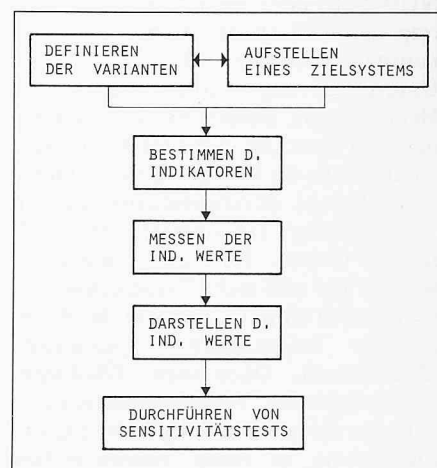 DEFINIEREN
DER VARIANTEN
AUFSTELLEN
EINES ZIELSYSTEMS
BESTIMMEN D.
INDIKATOREN
MESSEN DER
IND. WERTE
DARSTELLEN D.
IND. WERTE
DURCHFÜHREN VON
SENSITIVITÄTSTESTS